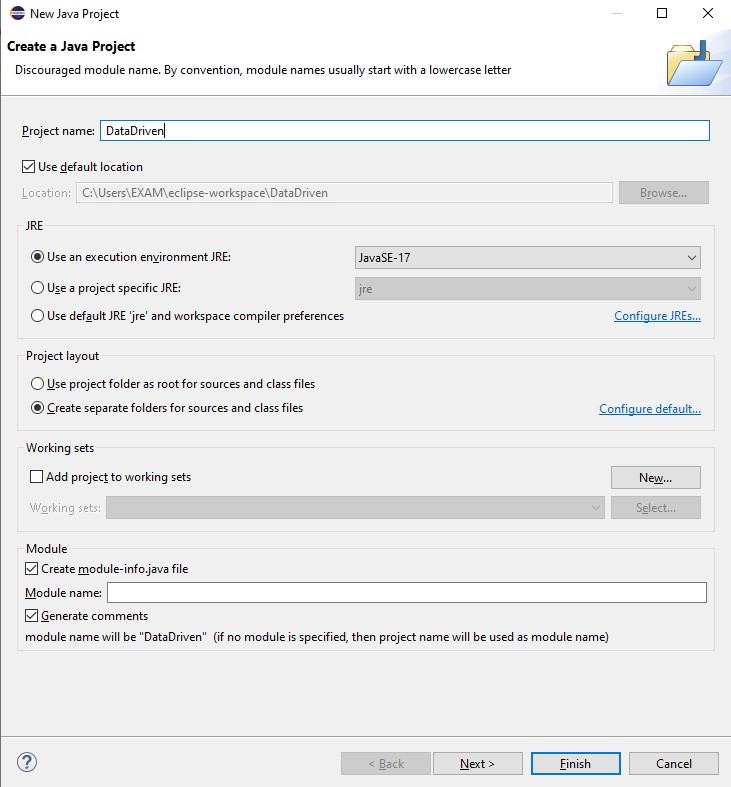 New Java Project
Create a Java Project
Discouraged module name. By convention, module names usually start with a lowercase letter
Project name: DataDriven
Use default location
Location: C:\Users\EXAM\eclipse-workspace\DataDriven Browse...
JRE
Use an execution environment JRE: JavaSE-17
Use a project specific JRE: jre
Use default JRE 'jre' and workspace compiler preferences Configure JREs...
Project layout
Use project folder as root for sources and class files
Create separate folders for sources and class files Configure default...
Working sets
Add project to working sets New...
Working sets: Select...
Module
Create module-info.java file
Module name:
Generate comments
module name will be "DataDriven" (if no module is specified, then project name will be used as module name)
? < Back Next > Finish Cancel